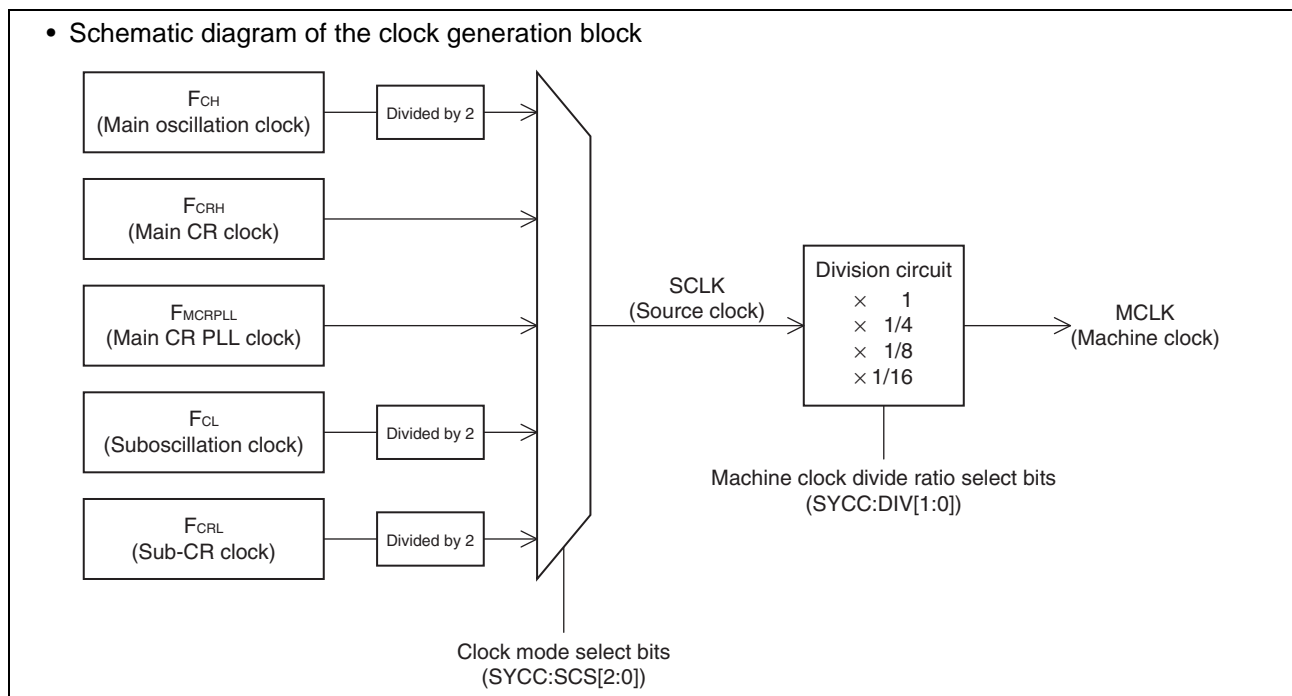 • Schematic diagram of the clock generation block
FCH
(Main oscillation clock)
Divided by 2
FCRH
(Main CR clock)
FMCRPLL
(Main CR PLL clock)
FCL
(Suboscillation clock)
Divided by 2
FCRL
(Sub-CR clock)
Divided by 2
SCLK
(Source clock)
Division circuit
× 1
× 1/4
× 1/8
× 1/16
MCLK
(Machine clock)
Machine clock divide ratio select bits
(SYCC:DIV[1:0])
Clock mode select bits
(SYCC:SCS[2:0])